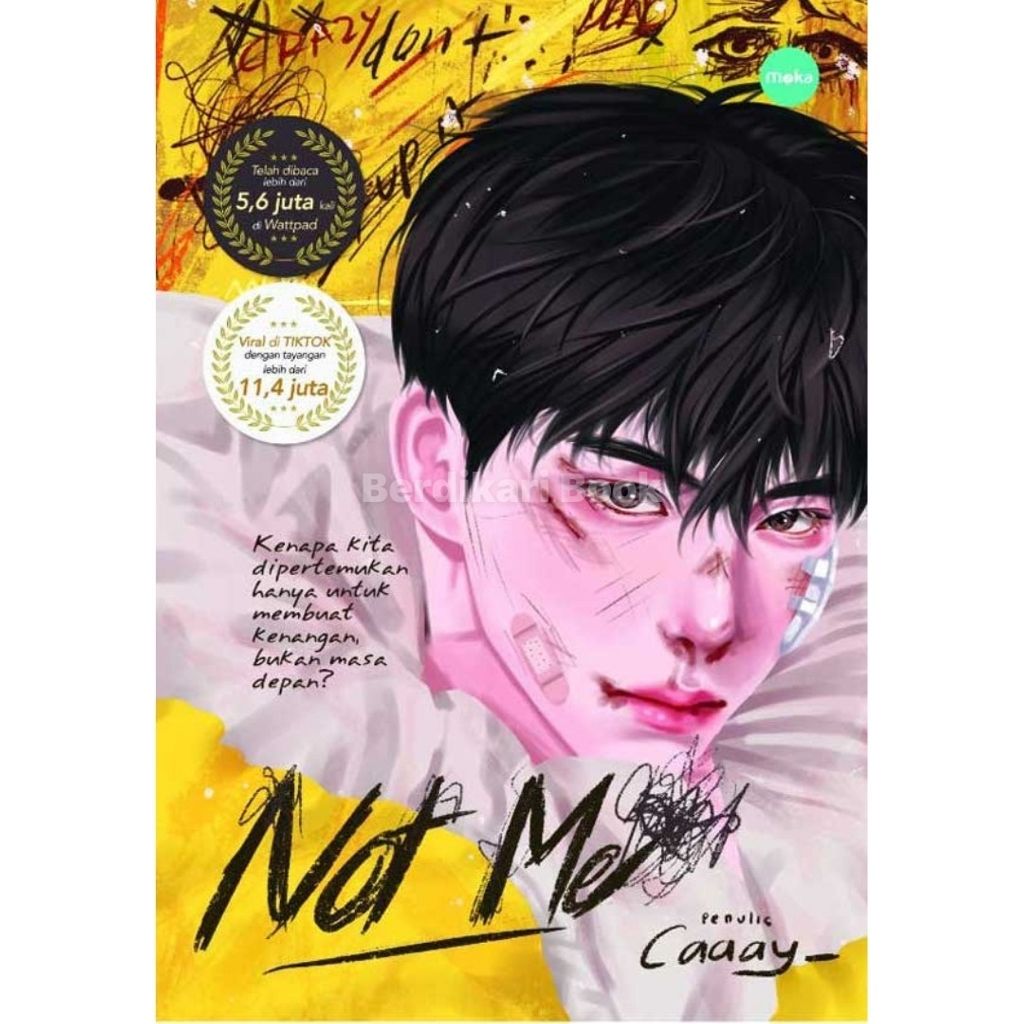 CRAZY don't
moka
up
Telah dibaca
lebih dari
5,6 juta kali
di Wattpad
Viral di TIKTOK
dengan tayangan
lebih dari
11,4 juta
Berdikari Book
Kenapa kita
dipertemukan
hanya untuk
membuat
kenangan,
bukan masa
depan?
Not Me
Penulis
Caaay_